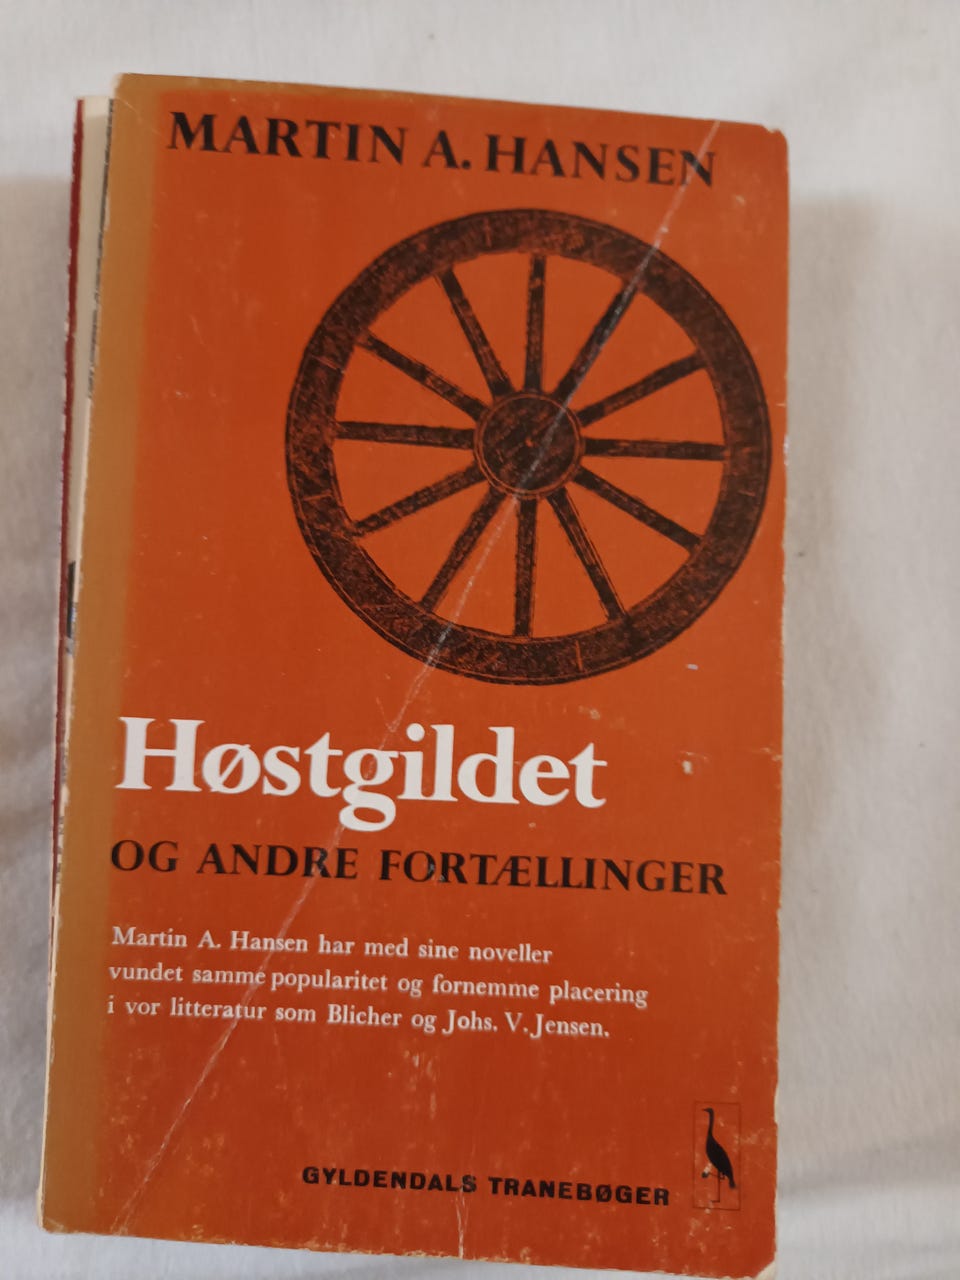 MARTIN A. HANSEN
Høstgildet
OG ANDRE FORTÆLLINGER
Martin A. Hansen har med sine noveller
vundet samme popularitet og fornemme placering
i vor litteratur som Blicher og Johs. V. Jensen.
GYLDENDALS TRANEBØGER